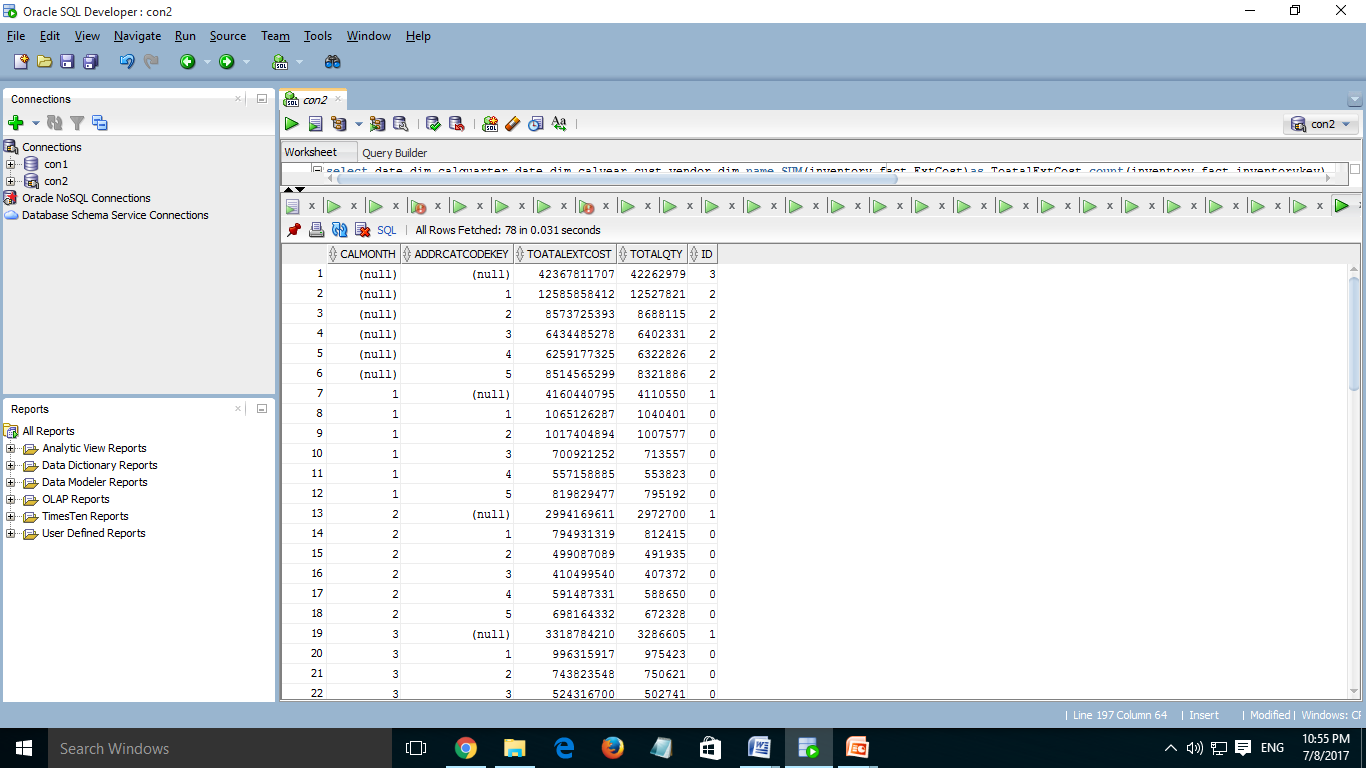 Oracle SQL Developer : con2
File Edit View Navigate Run Source Team Tools Window Help
Connections
Connections
con1
con2
Oracle NoSQL Connections
Database Schema Service Connections
Reports
All Reports
Analytic View Reports
Data Dictionary Reports
Data Modeler Reports
OLAP Reports
TimesTen Reports
User Defined Reports
con2
con2
Worksheet Query Builder
select date_dim.calquarter,date_dim.calyear,cust_vendor_dim.name,SUM(inventory_fact.ExtCost)as ToatalExtCost,count(inventory_fact.inventorykey)
SQL | All Rows Fetched: 78 in 0.031 seconds
CALMONTH ADDRCATCODEKEY TOATALEXTCOST TOTALQTY ID
1 (null) (null) 42367811707 42262979 3
2 (null) 1 12585858412 12527821 2
3 (null) 2 8573725393 8688115 2
4 (null) 3 6434485278 6402331 2
5 (null) 4 6259177325 6322826 2
6 (null) 5 8514565299 8321886 2
7 1 (null) 4160440795 4110550 1
8 1 1 1065126287 1040401 0
9 1 2 1017404894 1007577 0
10 1 3 700921252 713557 0
11 1 4 557158885 553823 0
12 1 5 819829477 795192 0
13 2 (null) 2994169611 2972700 1
14 2 1 794931319 812415 0
15 2 2 499087089 491935 0
16 2 3 410499540 407372 0
17 2 4 591487331 588650 0
18 2 5 698164332 672328 0
19 3 (null) 3318784210 3286605 1
20 3 1 996315917 975423 0
21 3 2 743823548 750621 0
22 3 3 524316700 502741 0
| Line 197 Column 64 | Insert | Modified | Windows: CF
Search Windows
ENG
10:55 PM
7/8/2017